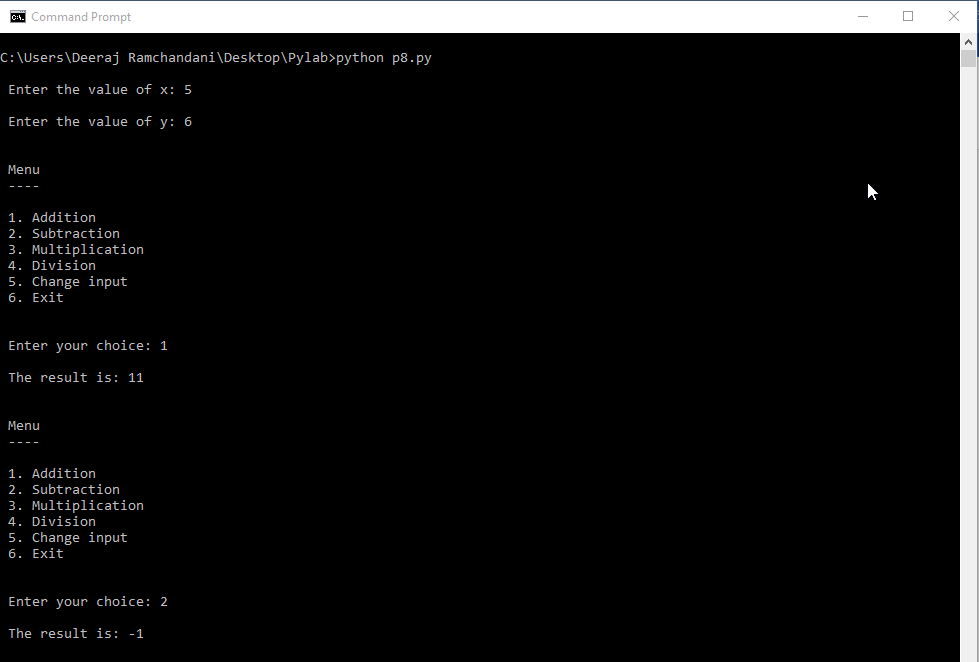 Command Prompt
C:\Users\Deeraj Ramchandani\Desktop\Pylab>python p8.py
Enter the value of x: 5
Enter the value of y: 6
Menu
----
1. Addition
2. Subtraction
3. Multiplication
4. Division
5. Change input
6. Exit
Enter your choice: 1
The result is: 11
Menu
----
1. Addition
2. Subtraction
3. Multiplication
4. Division
5. Change input
6. Exit
Enter your choice: 2
The result is: -1